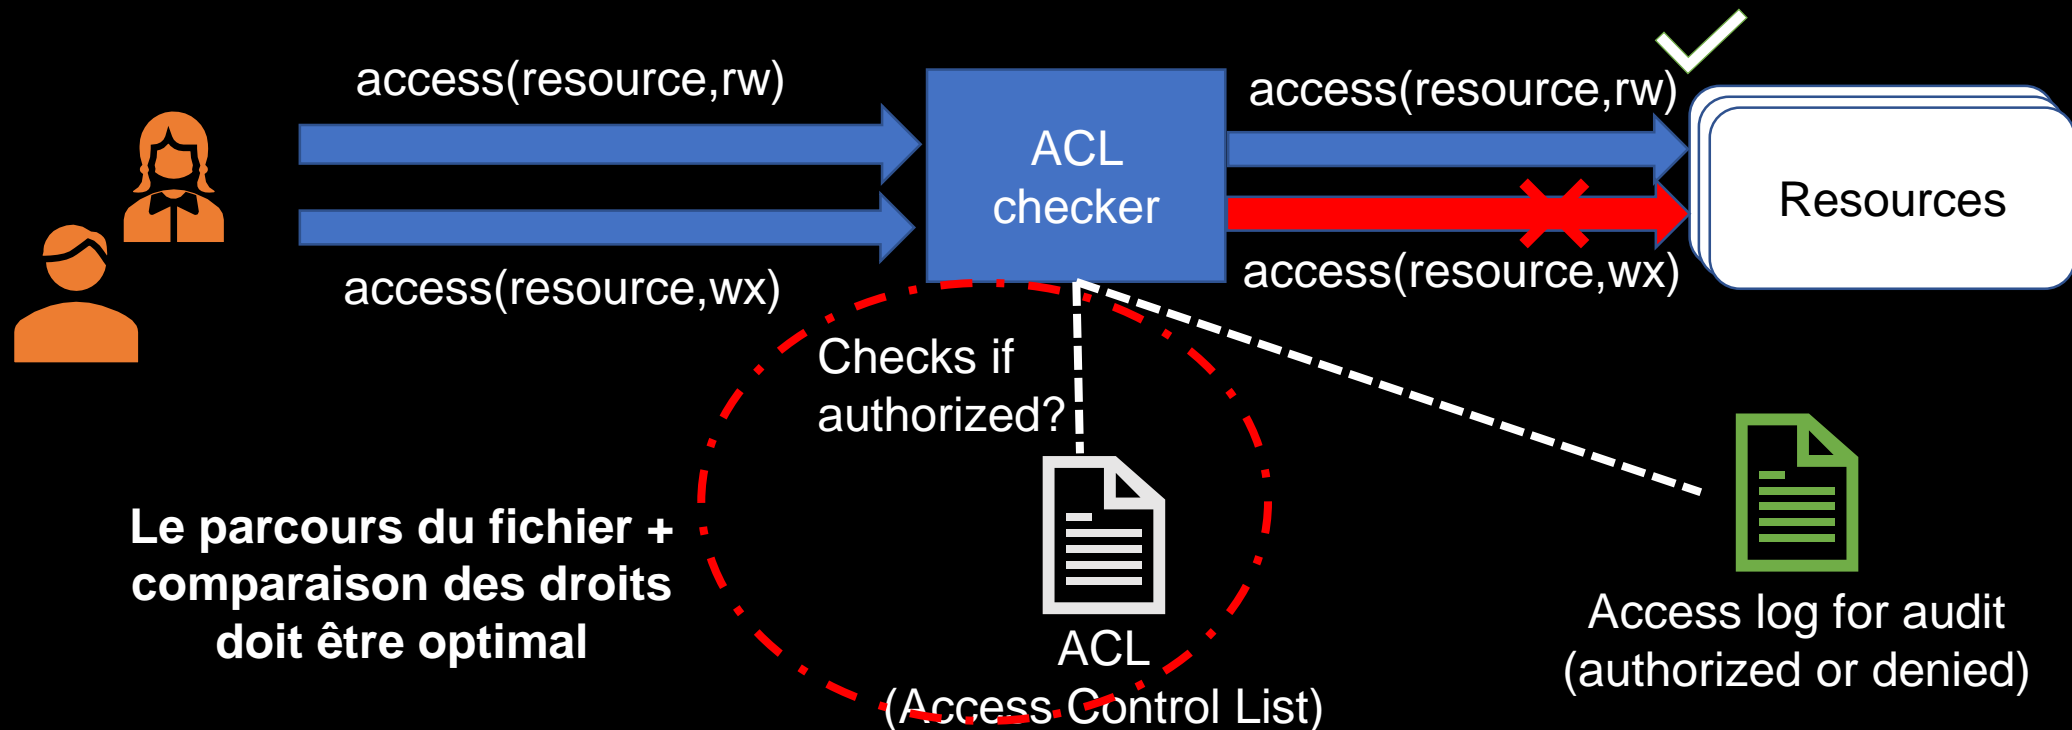 access(resource,rw)
access(resource,wx)
ACL
checker
access(resource,rw)
access(resource,wx)
Resources
Checks if
authorized?
Le parcours du fichier +
comparaison des droits
doit être optimal
ACL
(Access Control List)
Access log for audit
(authorized or denied)